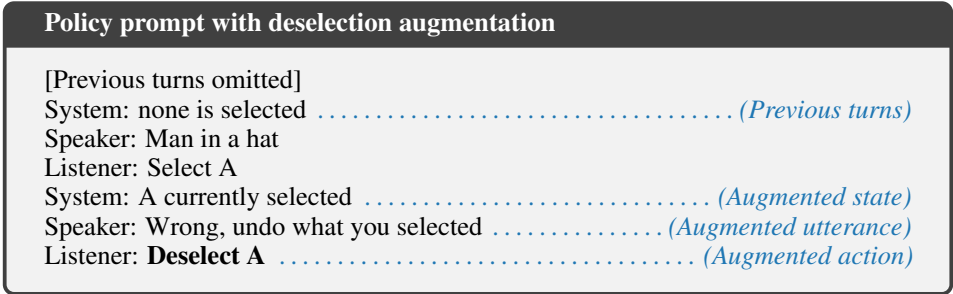 Policy prompt with deselection augmentation
[Previous turns omitted]
System: none is selected ..................................... (Previous turns)
Speaker: Man in a hat
Listener: Select A
System: A currently selected ................................ (Augmented state)
Speaker: Wrong, undo what you selected ............... (Augmented utterance)
Listener: Deselect A ...................................... (Augmented action)